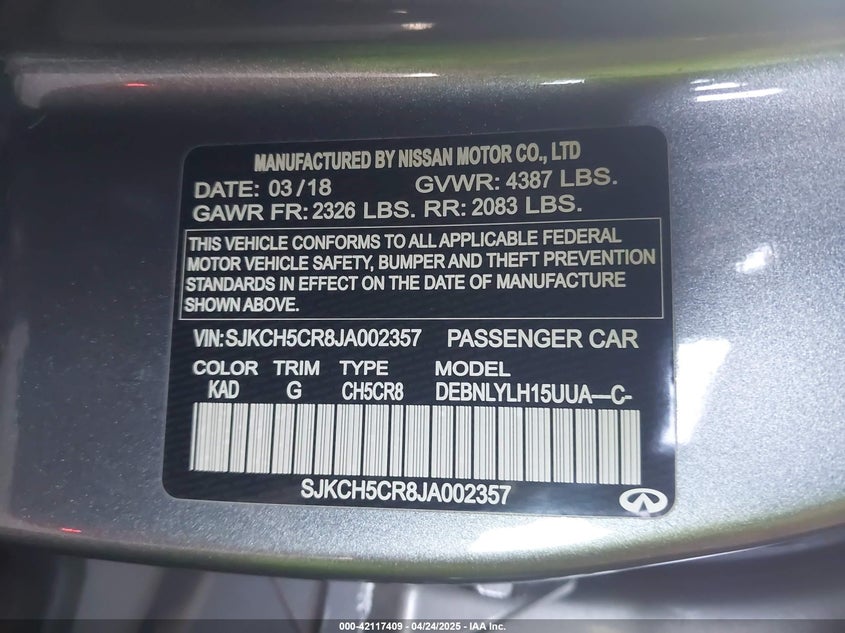 MANUFACTURED BY NISSAN MOTOR CO., LTD
DATE: 03/18 GVWR: 4387 LBS.
GAWR FR: 2326 LBS. RR: 2083 LBS.
THIS VEHICLE CONFORMS TO ALL APPLICABLE FEDERAL
MOTOR VEHICLE SAFETY, BUMPER AND THEFT PREVENTION
STANDARDS IN EFFECT ON THE DATE OF MANUFACTURE
SHOWN ABOVE.
VIN:SJKCH5CR8JA002357 PASSENGER CAR
COLOR TRIM TYPE MODEL
KAD G CH5CR8 DEBNLYLH15UUA---C-
SJKCH5CR8JA002357
000-42117409 - 04/24/2025 - IAA Inc.